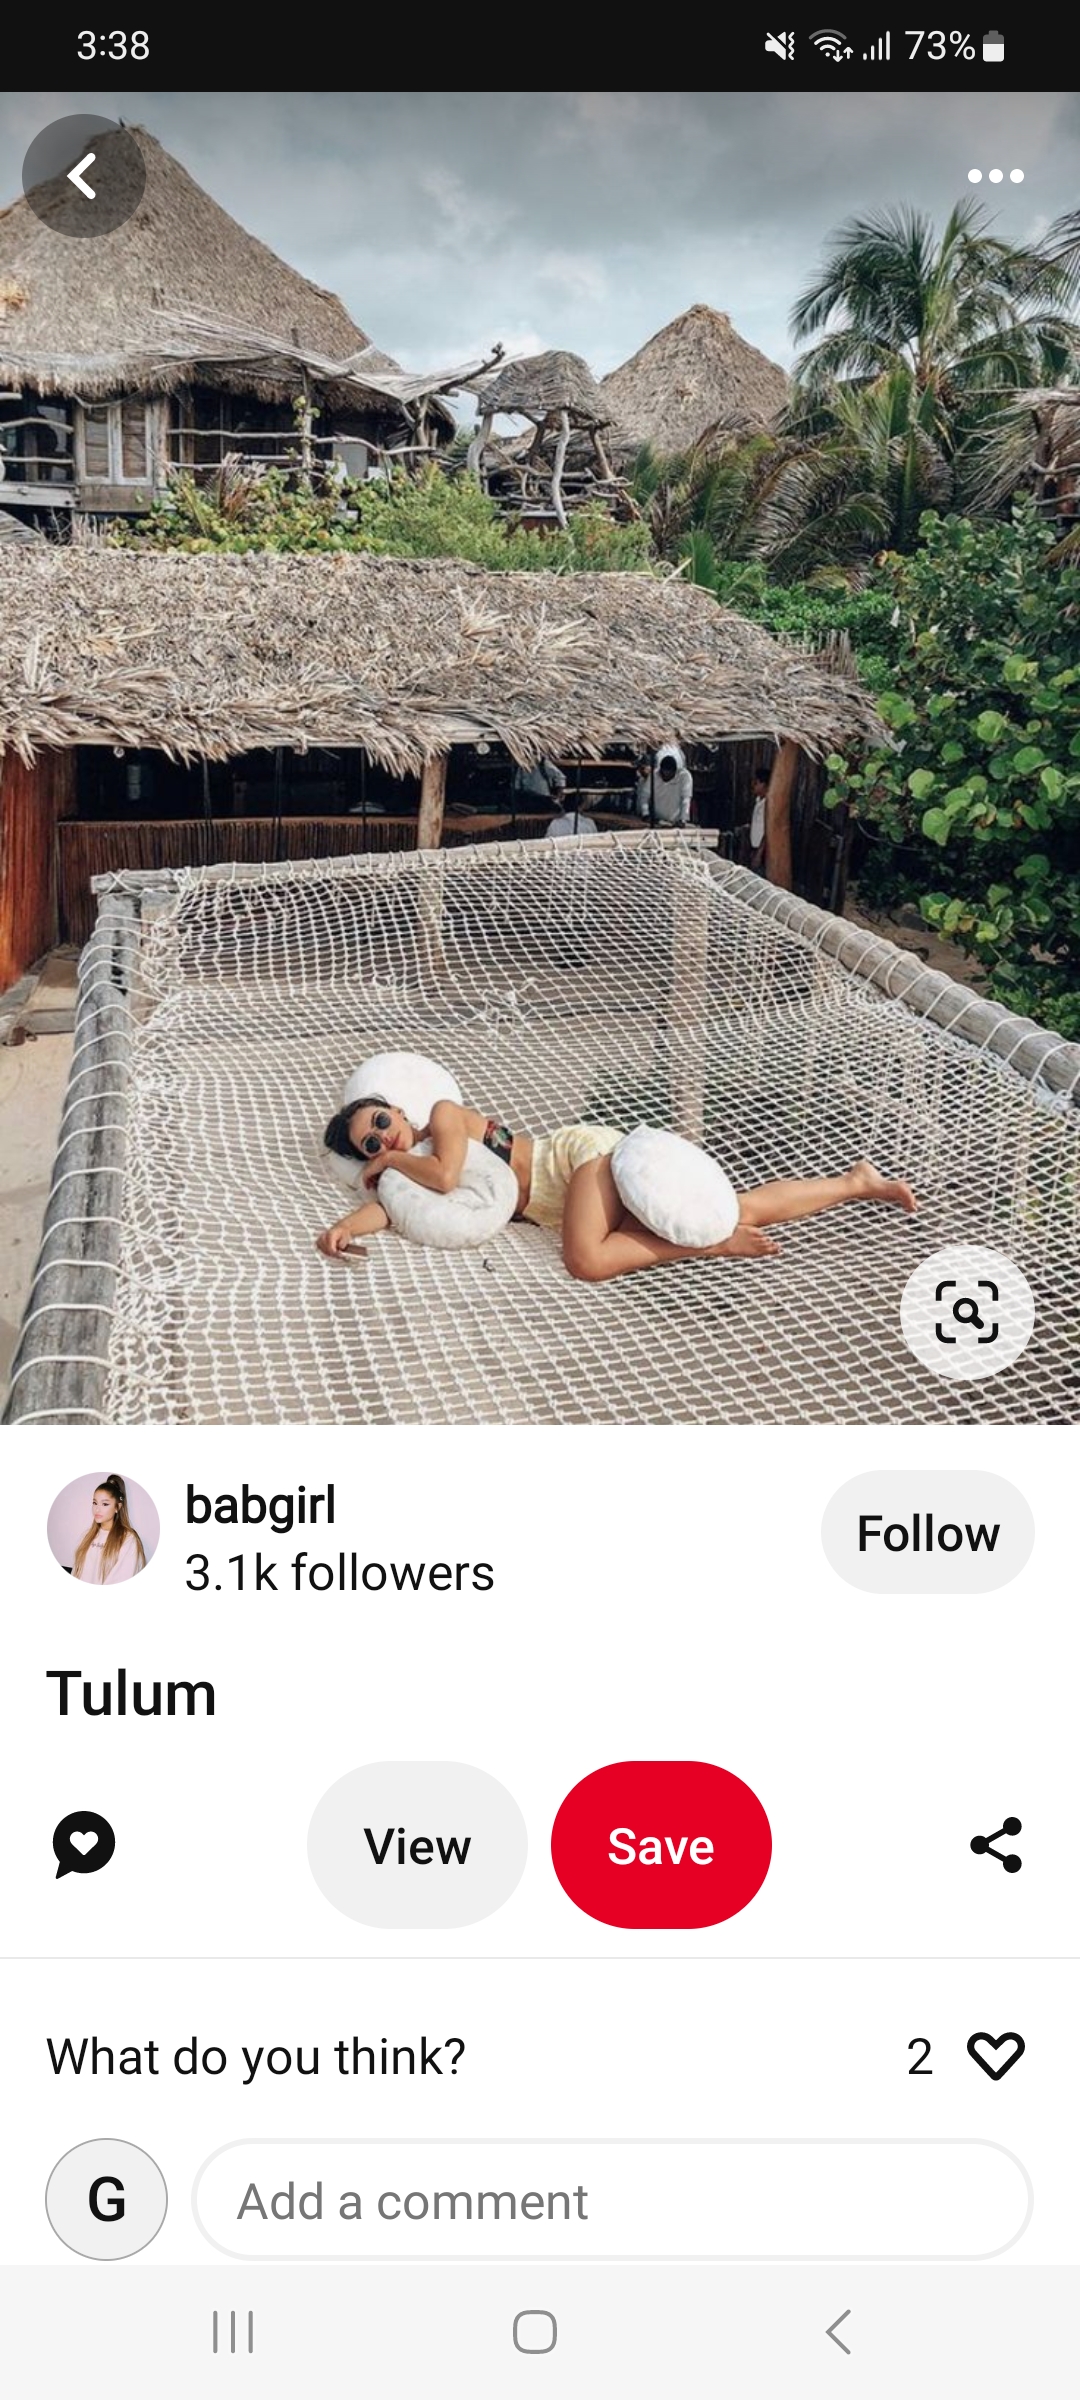 3:38
73%
babgirl
3.1k followers
Follow
Tulum
View
Save
What do you think?
2
G
Add a comment